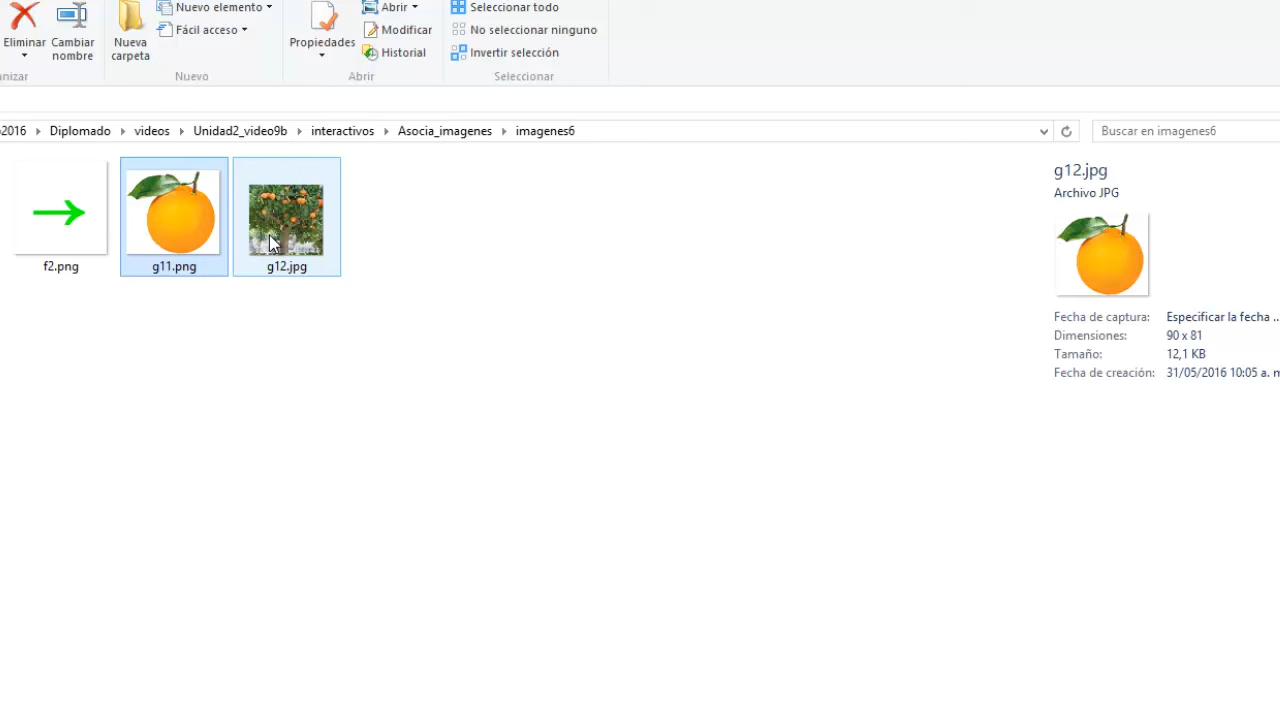 Nuevo elemento
Abrir
Seleccionar todo
Fácil acceso
Modificar
No seleccionar ninguno
Eliminar
Cambiar nombre
Nueva carpeta
Propiedades
Historial
Invertir selección
nizar
Nuevo
Abrir
Seleccionar
2016 Diplomado videos Unidad2_video9b interactivos Asocia_imagenes imagenes6
Buscar en imagenes6
g12.jpg
Archivo JPG
f2.png
g11.png
g12.jpg
Fecha de captura: Especificar la fecha ...
Dimensiones: 90 x 81
Tamaño: 12,1 KB
Fecha de creación: 31/05/2016 10:05 a. m